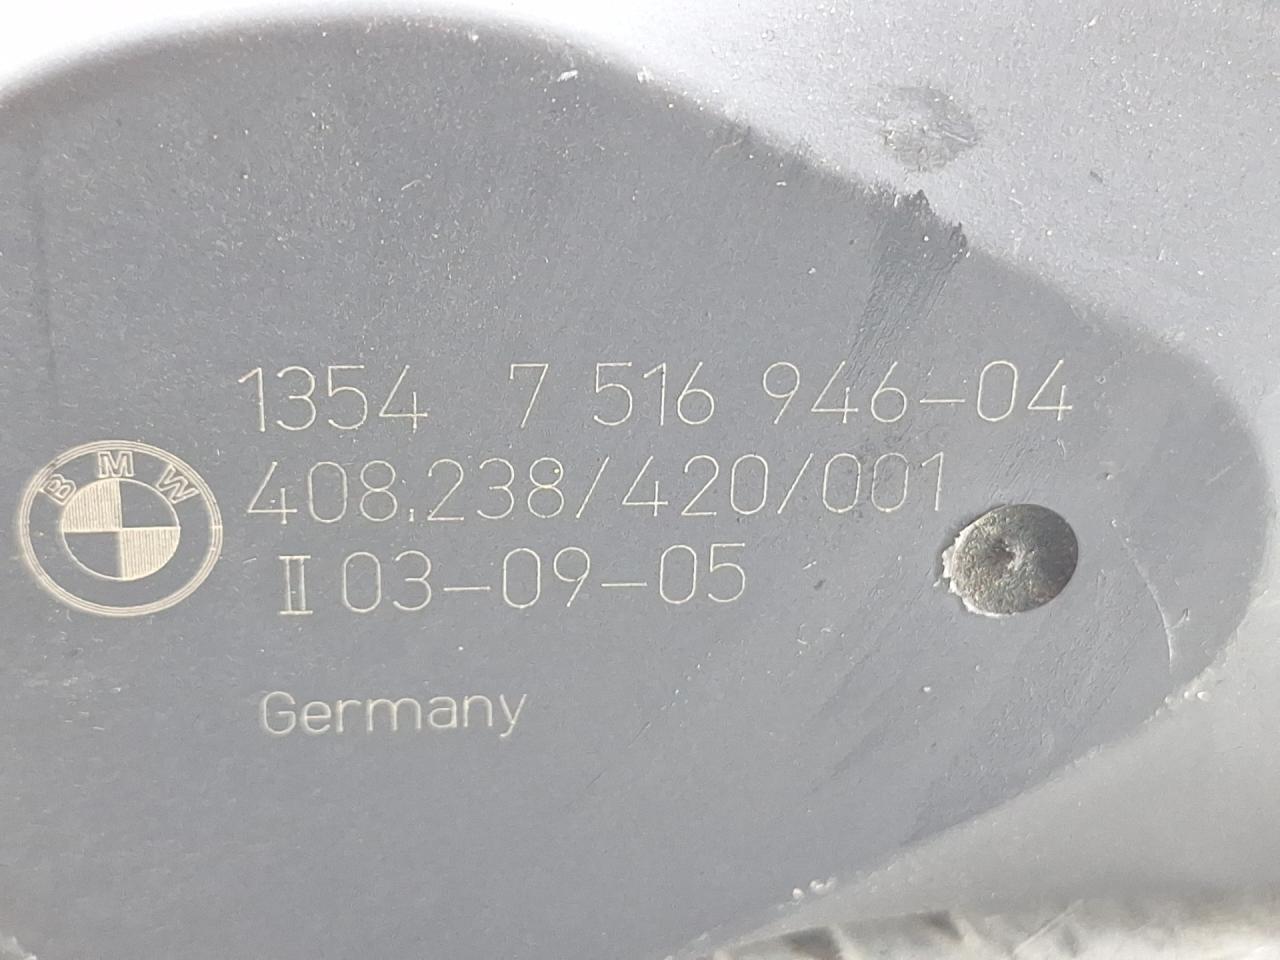 1354 7 516 946-04
BMW
408.238/420/001
II 03-09-05
Germany